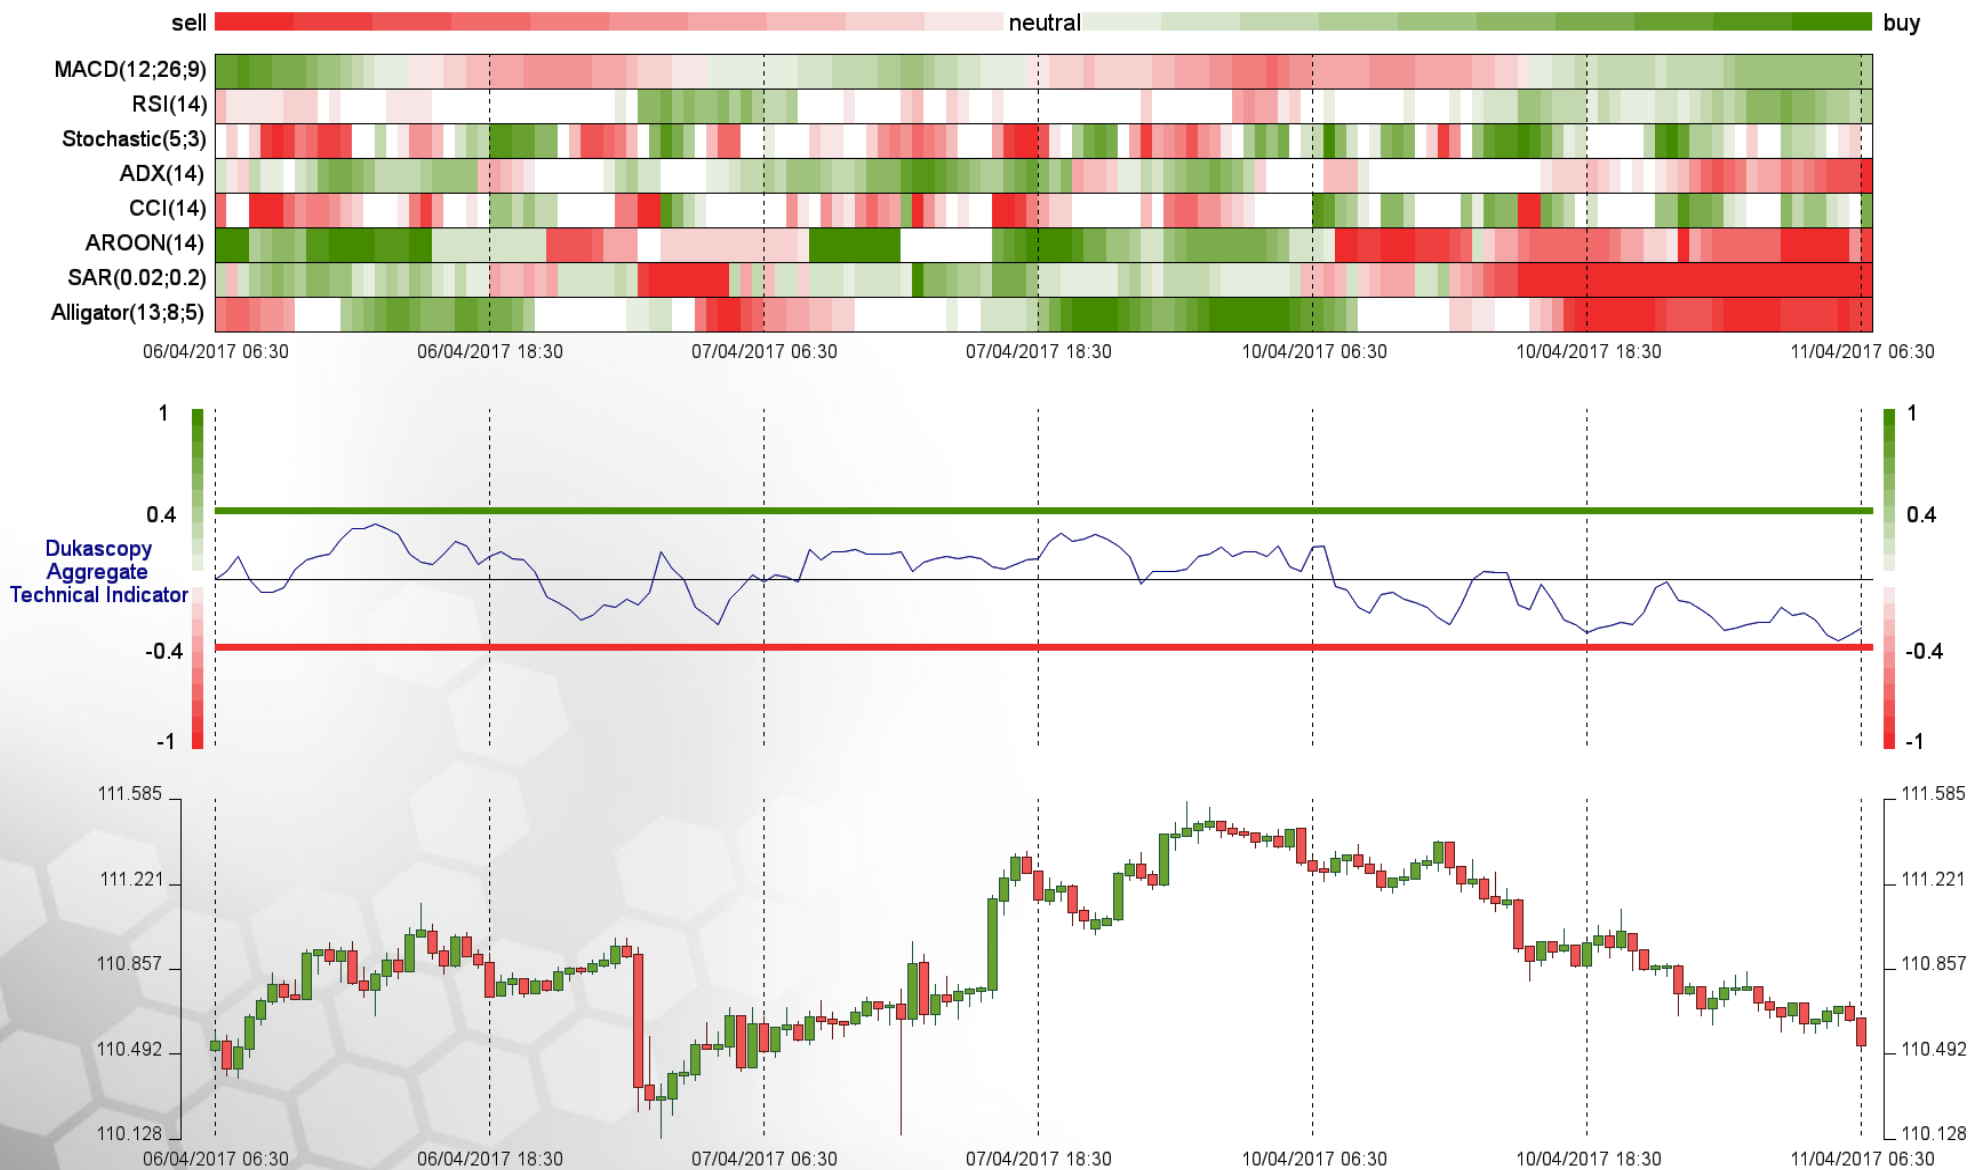 sell neutral buy
MACD(12;26;9)
RSI(14)
Stochastic(5;3)
ADX(14)
CCI(14)
AROON(14)
SAR(0.02;0.2)
Alligator(13;8;5)
06/04/2017 06:30 06/04/2017 18:30 07/04/2017 06:30 07/04/2017 18:30 10/04/2017 06:30 10/04/2017 18:30 11/04/2017 06:30
1 1
0.4 0.4
Dukascopy
Aggregate
Technical Indicator
-0.4 -0.4
-1 -1
111.585 111.585
111.221 111.221
110.857 110.857
110.492 110.492
110.128 110.128
06/04/2017 06:30 06/04/2017 18:30 07/04/2017 06:30 07/04/2017 18:30 10/04/2017 06:30 10/04/2017 18:30 11/04/2017 06:30